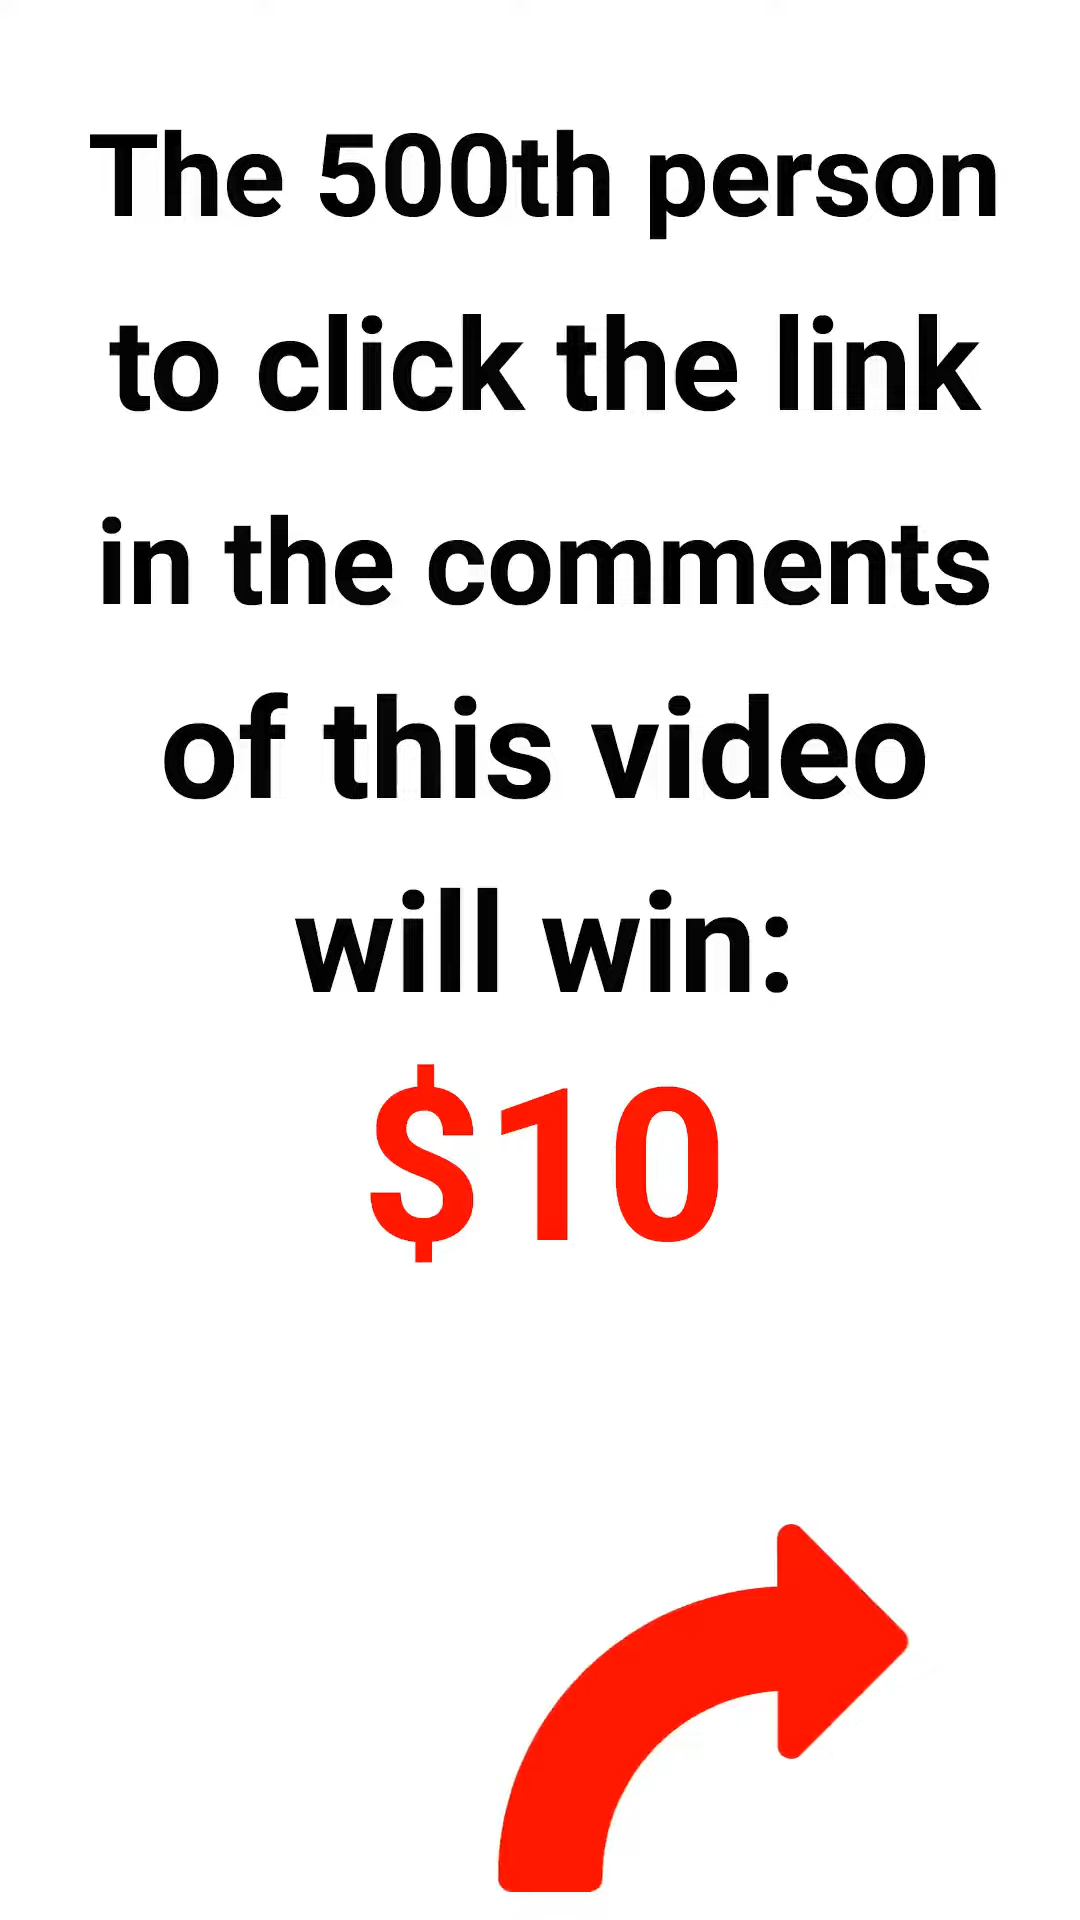 The 500th person
to click the link
in the comments
of this video
will win:
$10